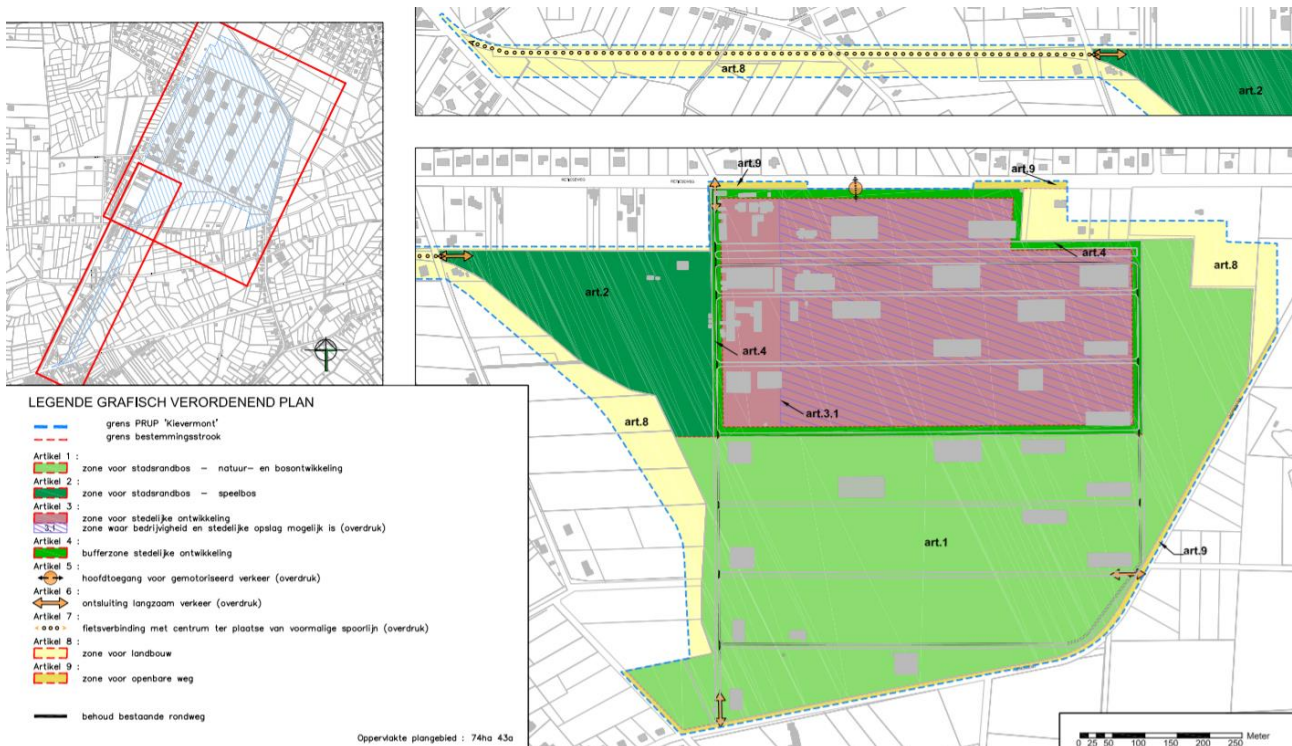 art.8
art.2
art.9
art.9
art.4
art.8
art.2
art.4
art.3.1
art.8
art.1
art.9
LEGENDE GRAFISCH VERORDENEND PLAN
grens PRUP 'Klevermont'
grens bestemmingsstrook
Artikel 1 :
zone voor stadsrandbos - natuur- en bosontwikkeling
Artikel 2 :
zone voor stadsrandbos - speelbos
Artikel 3 :
zone voor stedelijke ontwikkeling
3.1 zone waar bedrijvigheid en stedelijke opslag mogelijk is (overdruk)
Artikel 4 :
bufferzone stedelijke ontwikkeling
Artikel 5 :
hoofdtoegang voor gemotoriseerd verkeer (overdruk)
Artikel 6 :
ontsluiting langzaam verkeer (overdruk)
Artikel 7 :
fietsverbinding met centrum ter plaatse van voormalige spoorlijn (overdruk)
Artikel 8 :
zone voor landbouw
Artikel 9 :
zone voor openbare weg
behoud bestaande rondweg
Oppervlakte plangebied : 74ha 43a
Meter
0 25 50 100 150 200 250